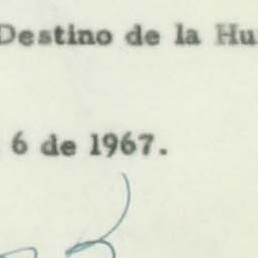 Destino de la Hu
6 de 1967.